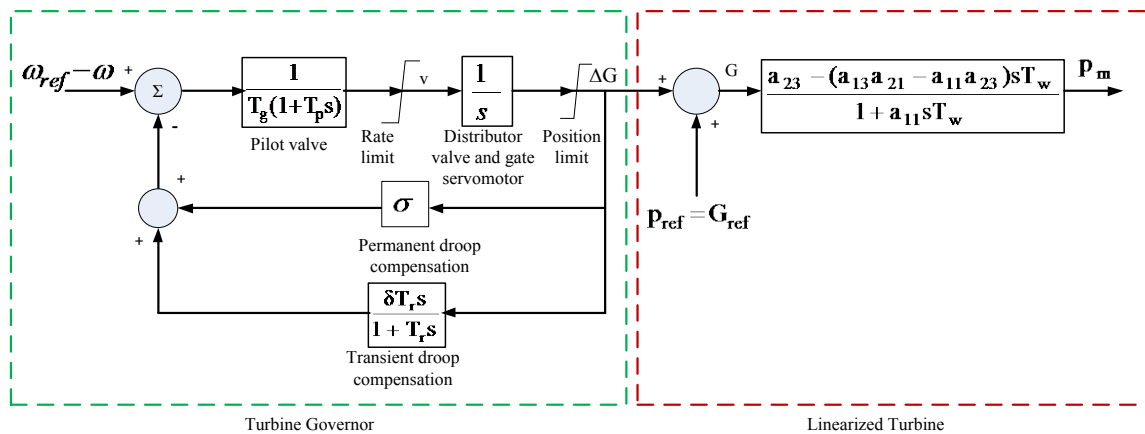 ω_ref − ω
+
Σ
-
1
T_g(1+T_p s)
Pilot valve
Rate
limit
v
1
s
Distributor
valve and gate
servomotor
ΔG
Position
limit
+
+
σ
Permanent droop
compensation
δT_r s
1 + T_r s
Transient droop
compensation
Turbine Governor
+
+
G
p_ref = G_ref
a_23 − (a_13 a_21 − a_11 a_23)sT_w
1 + a_11 sT_w
p_m
Linearized Turbine